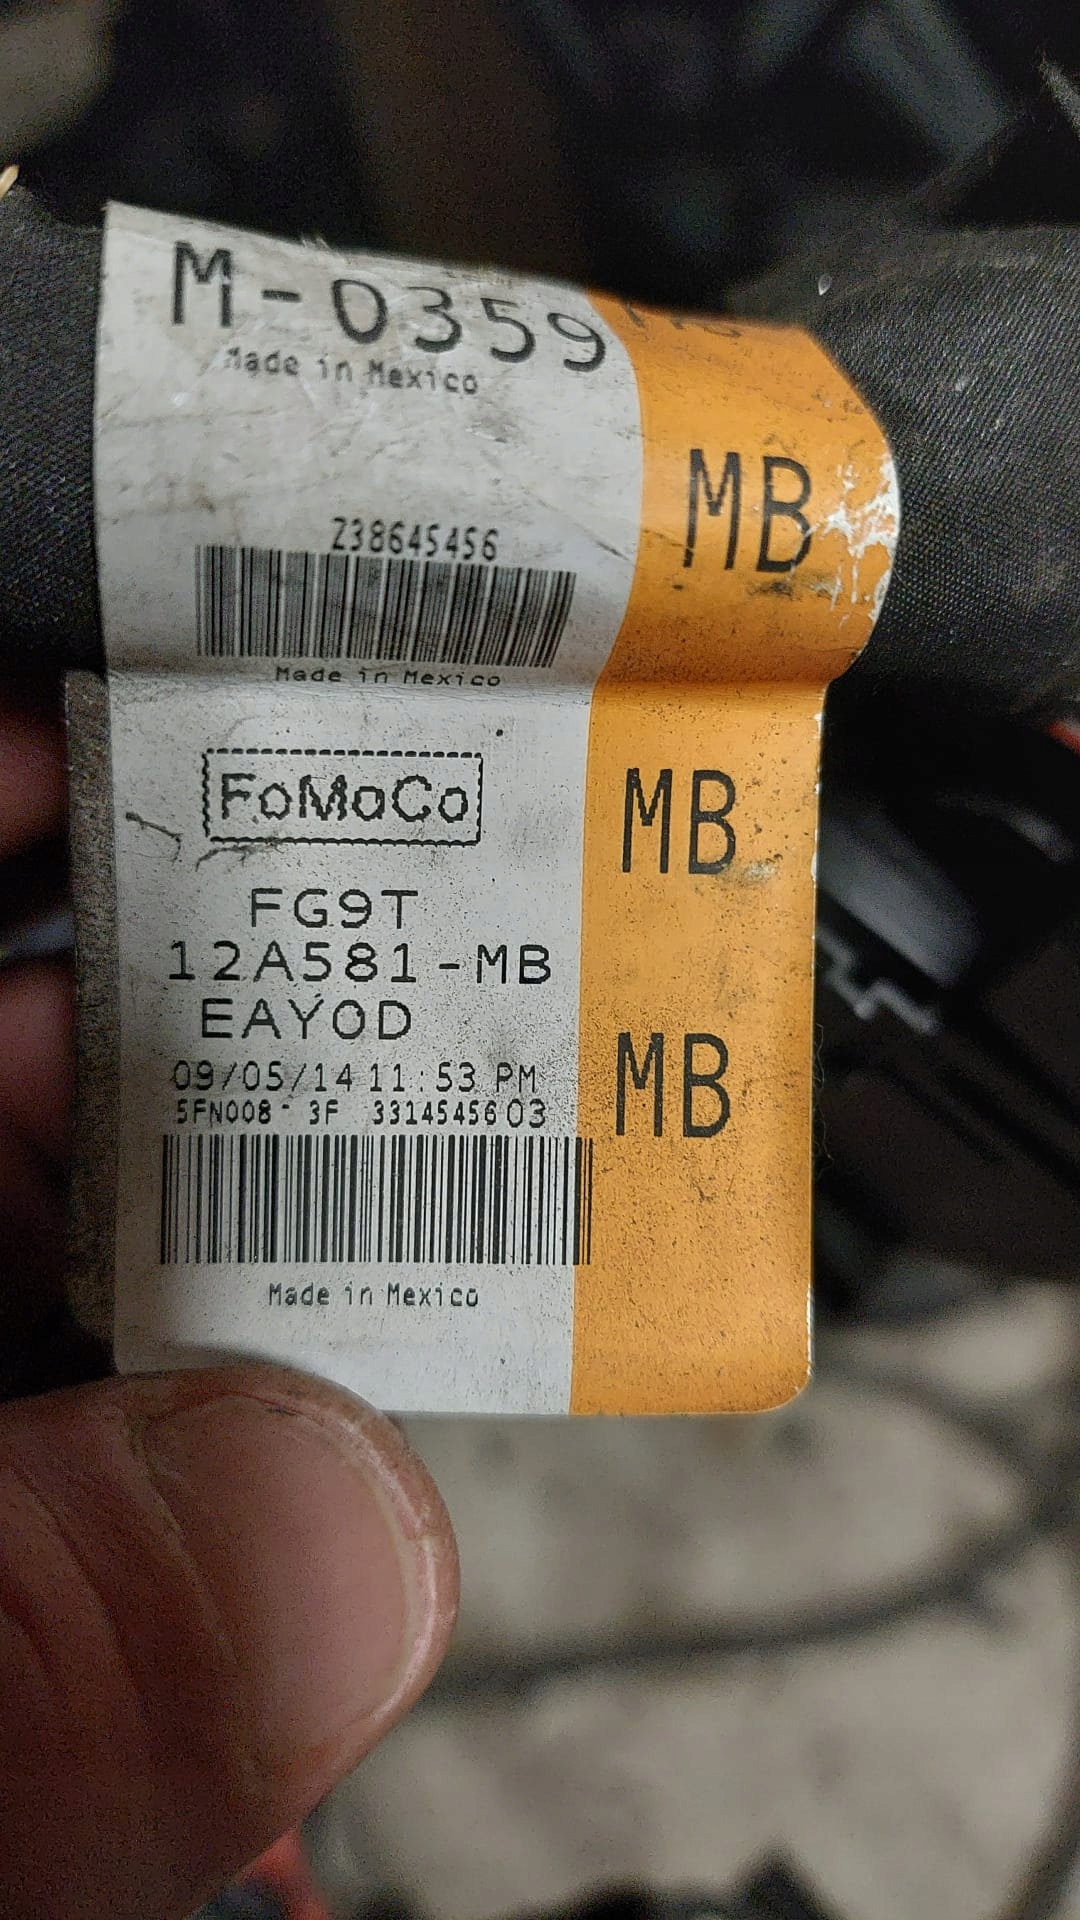 M-0359
Made in Mexico
MB
Z38645456
Made in Mexico
FoMoCo
MB
FG9T
12A581-MB
EAYOD
09/05/14 11:53 PM
5FN008- 3F 3314545603
MB
Made in Mexico